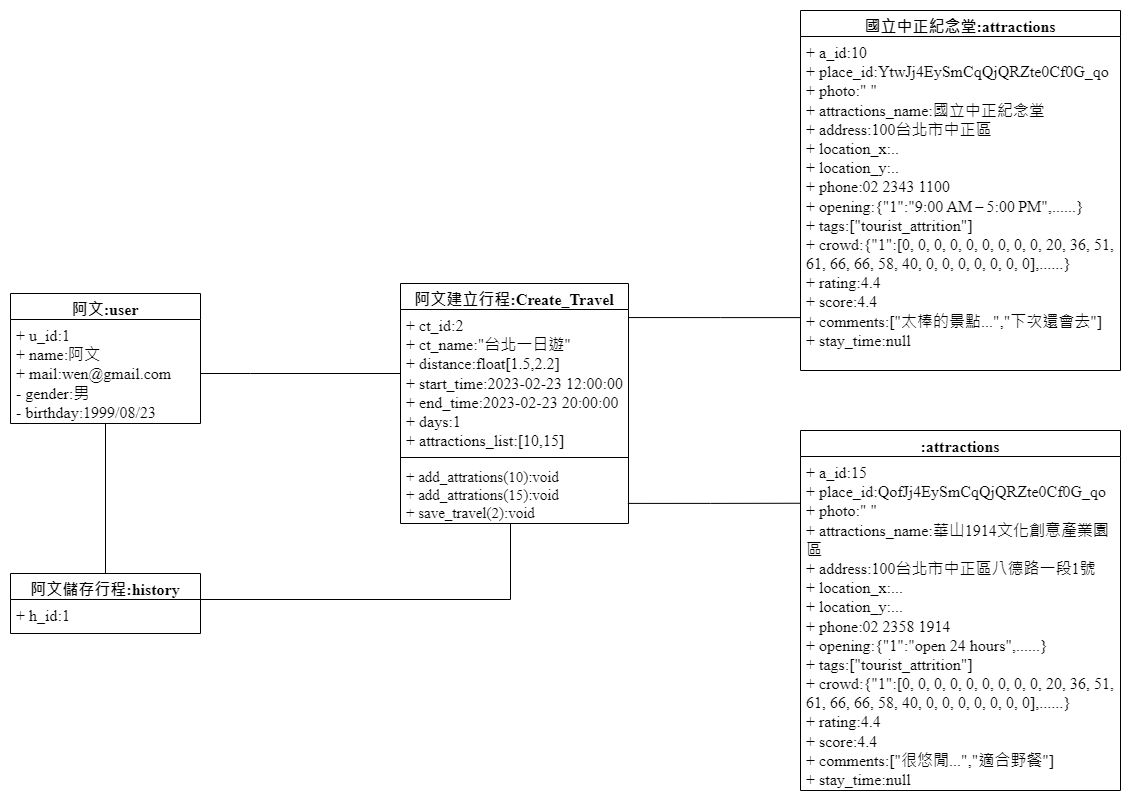 國立中正紀念堂:attractions
+ a_id:10
+ place_id:YtwJj4EySmCqQjQRZte0Cf0G_qo
+ photo:" "
+ attractions_name:國立中正紀念堂
+ address:100台北市中正區
+ location_x:..
+ location_y:..
+ phone:02 2343 1100
+ opening:{"1":"9:00 AM – 5:00 PM",......}
+ tags:["tourist_attrition"]
+ crowd:{"1":[0, 0, 0, 0, 0, 0, 0, 0, 0, 20, 36, 51,
61, 66, 66, 58, 40, 0, 0, 0, 0, 0, 0, 0],......}
+ rating:4.4
+ score:4.4
+ comments:["太棒的景點...","下次還會去"]
+ stay_time:null
阿文:user
+ u_id:1
+ name:阿文
+ mail:wen@gmail.com
- gender:男
- birthday:1999/08/23
阿文建立行程:Create_Travel
+ ct_id:2
+ ct_name:"台北一日遊"
+ distance:float[1.5,2.2]
+ start_time:2023-02-23 12:00:00
+ end_time:2023-02-23 20:00:00
+ days:1
+ attractions_list:[10,15]
+ add_attrations(10):void
+ add_attrations(15):void
+ save_travel(2):void
:attractions
+ a_id:15
+ place_id:QofJj4EySmCqQjQRZte0Cf0G_qo
+ photo:" "
+ attractions_name:華山1914文化創意產業園
區
+ address:100台北市中正區八德路一段1號
+ location_x:...
+ location_y:...
+ phone:02 2358 1914
+ opening:{"1":"open 24 hours",......}
+ tags:["tourist_attrition"]
+ crowd:{"1":[0, 0, 0, 0, 0, 0, 0, 0, 0, 20, 36, 51,
61, 66, 66, 58, 40, 0, 0, 0, 0, 0, 0, 0],......}
+ rating:4.4
+ score:4.4
+ comments:["很悠閒...","適合野餐"]
+ stay_time:null
阿文儲存行程:history
+ h_id:1